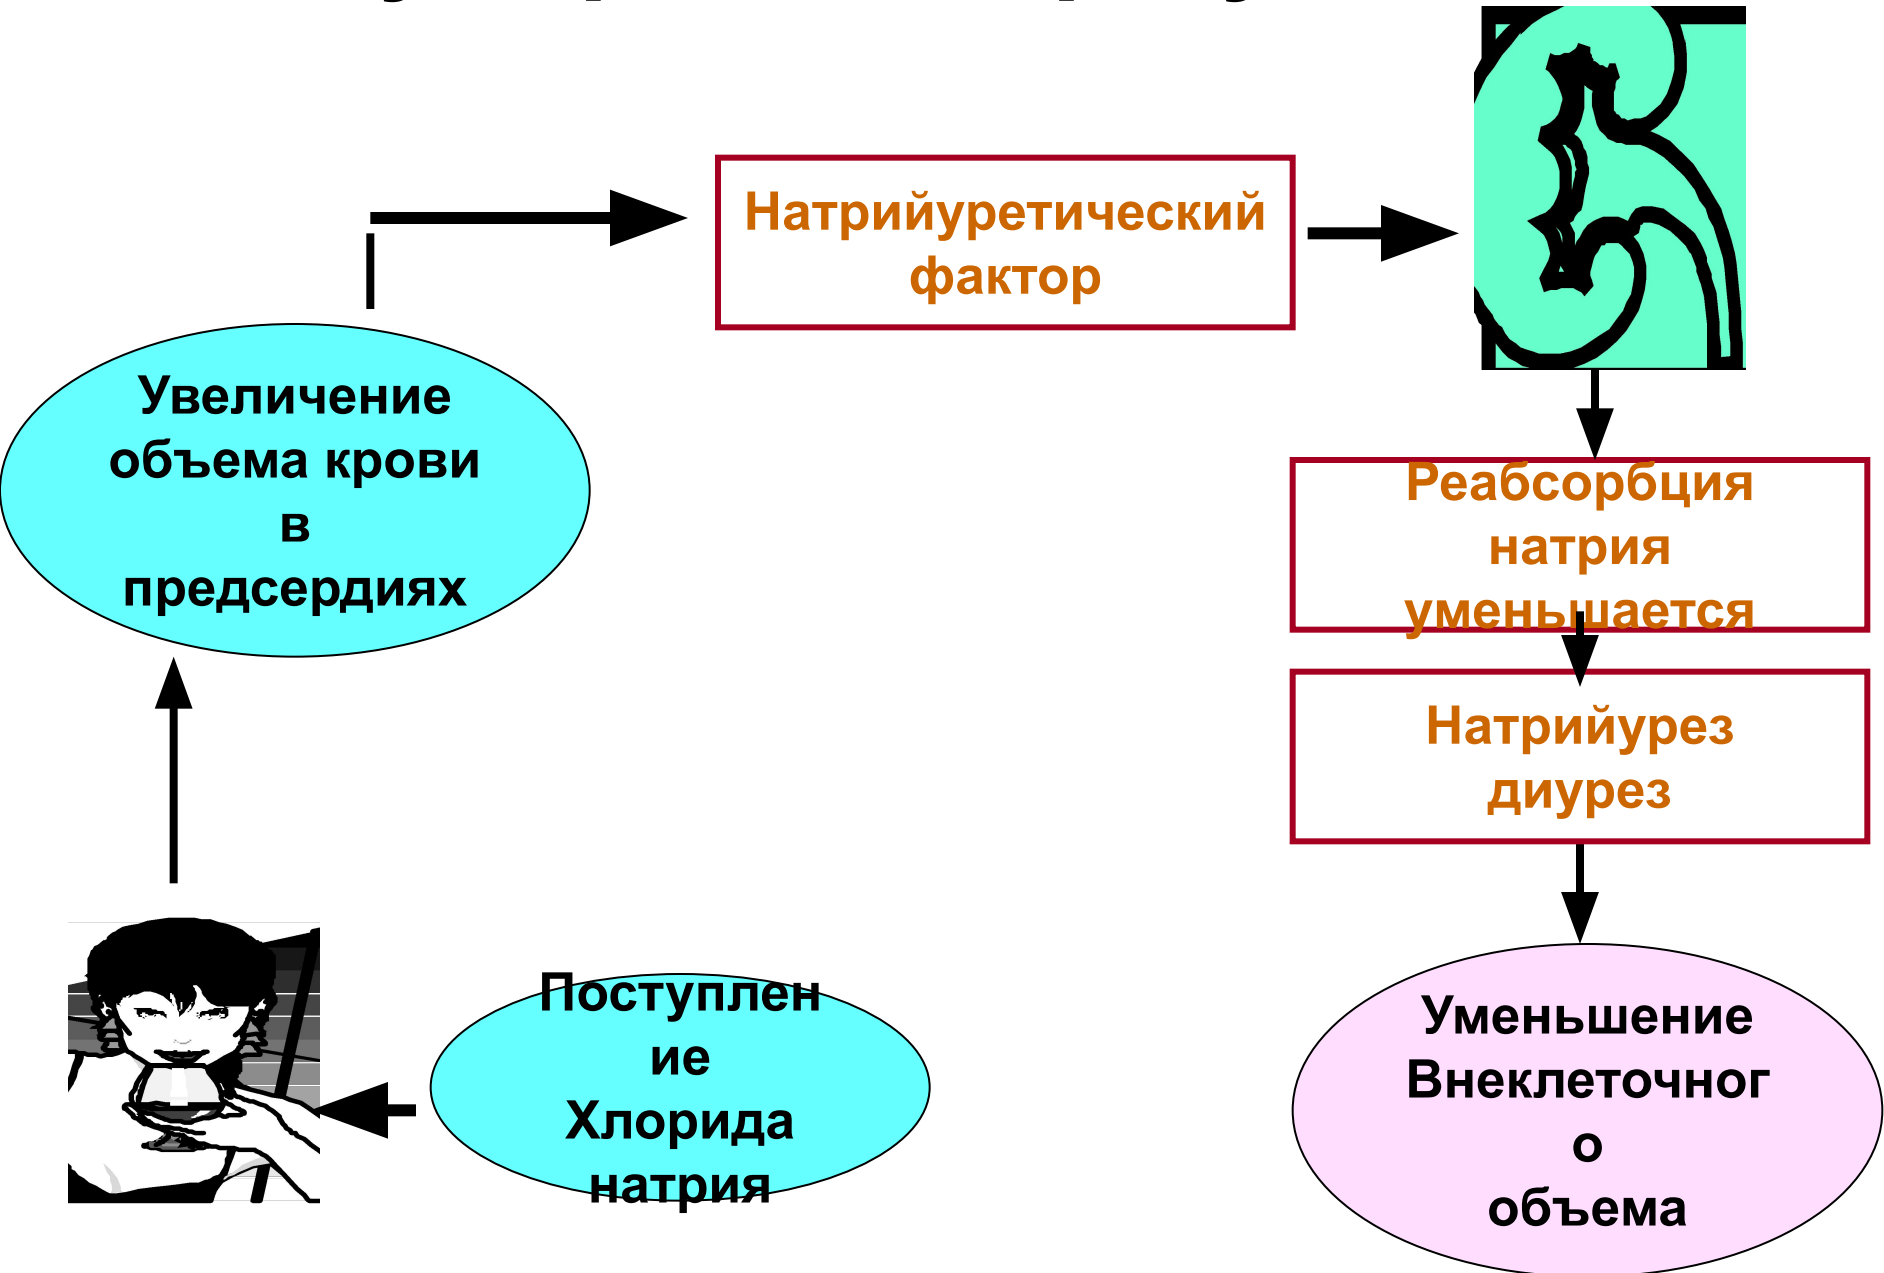 Натрийуретический
фактор
Увеличение
объема крови
в
предсердиях
Реабсорбция
натрия
уменьшается
Натрийурез
диурез
Поступлен
ие
Хлорида
натрия
Уменьшение
Внеклеточног
о
объема